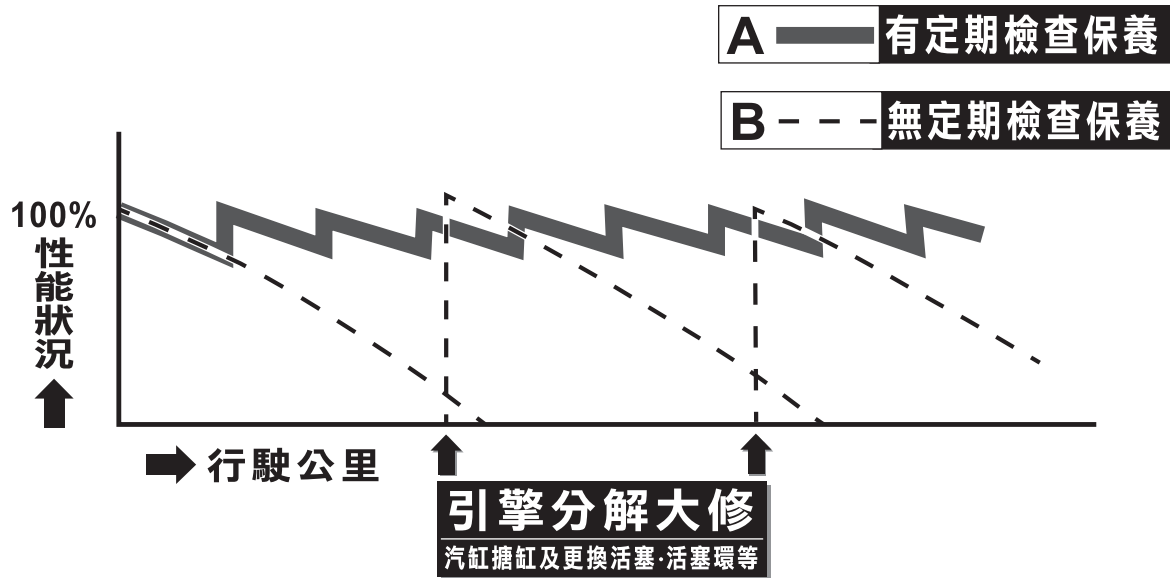 A 有定期檢查保養
B 無定期檢查保養
100%
性能狀況
行駛公里
引擎分解大修
汽缸搪缸及更換活塞·活塞環等